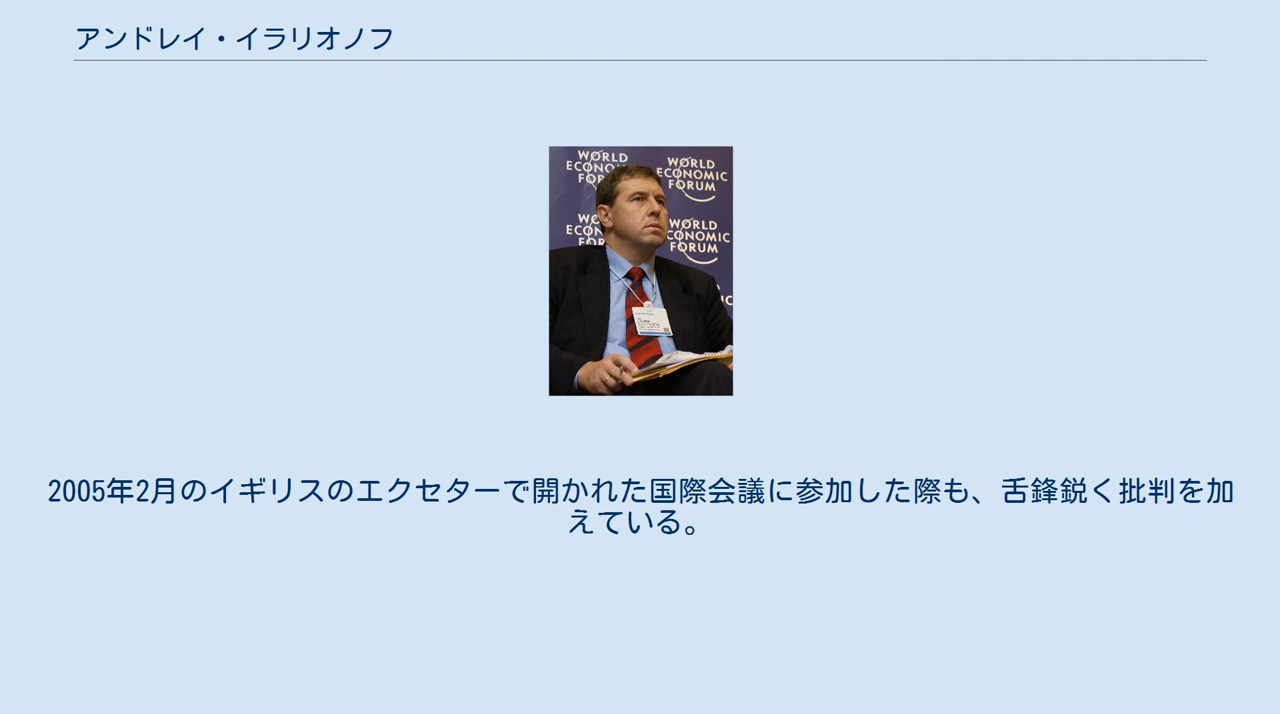 アンドレイ・イラリオノフ
WORLD
ECONOMIC
FORUM
WORLD
ECONOMIC
FORUM
2005年2月のイギリスのエクセターで開かれた国際会議に参加した際も、舌鋒鋭く批判を加
えている。